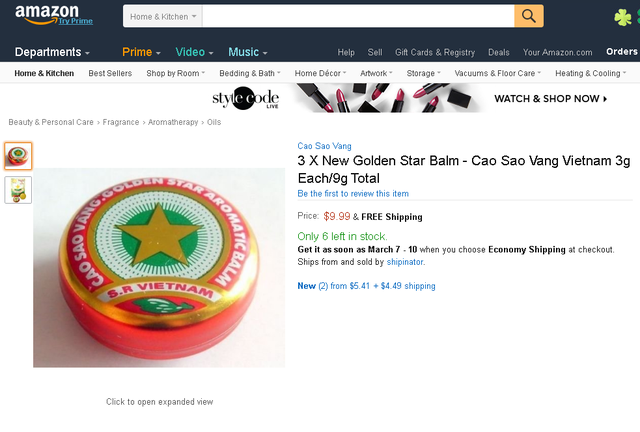 amazon
Try Prime
Home & Kitchen
Departments
Prime
Video
Music
Help
Sell
Gift Cards & Registry
Deals
Your Amazon.com
Orders
Home & Kitchen
Best Sellers
Shop by Room
Bedding & Bath
Home Décor
Artwork
Storage
Vacuums & Floor Care
Heating & Cooling
style code
LIVE
WATCH & SHOP NOW
Beauty & Personal Care › Fragrance › Aromatherapy › Oils
CAO SAO VANG. GOLDEN STAR AROMATIC BALM
S.R VIETNAM
Click to open expanded view
Cao Sao Vang
3 X New Golden Star Balm - Cao Sao Vang Vietnam 3g
Each/9g Total
Be the first to review this item
Price: $9.99 & FREE Shipping
Only 6 left in stock.
Get it as soon as March 7 - 10 when you choose Economy Shipping at checkout.
Ships from and sold by shipinator.
New (2) from $5.41 + $4.49 shipping